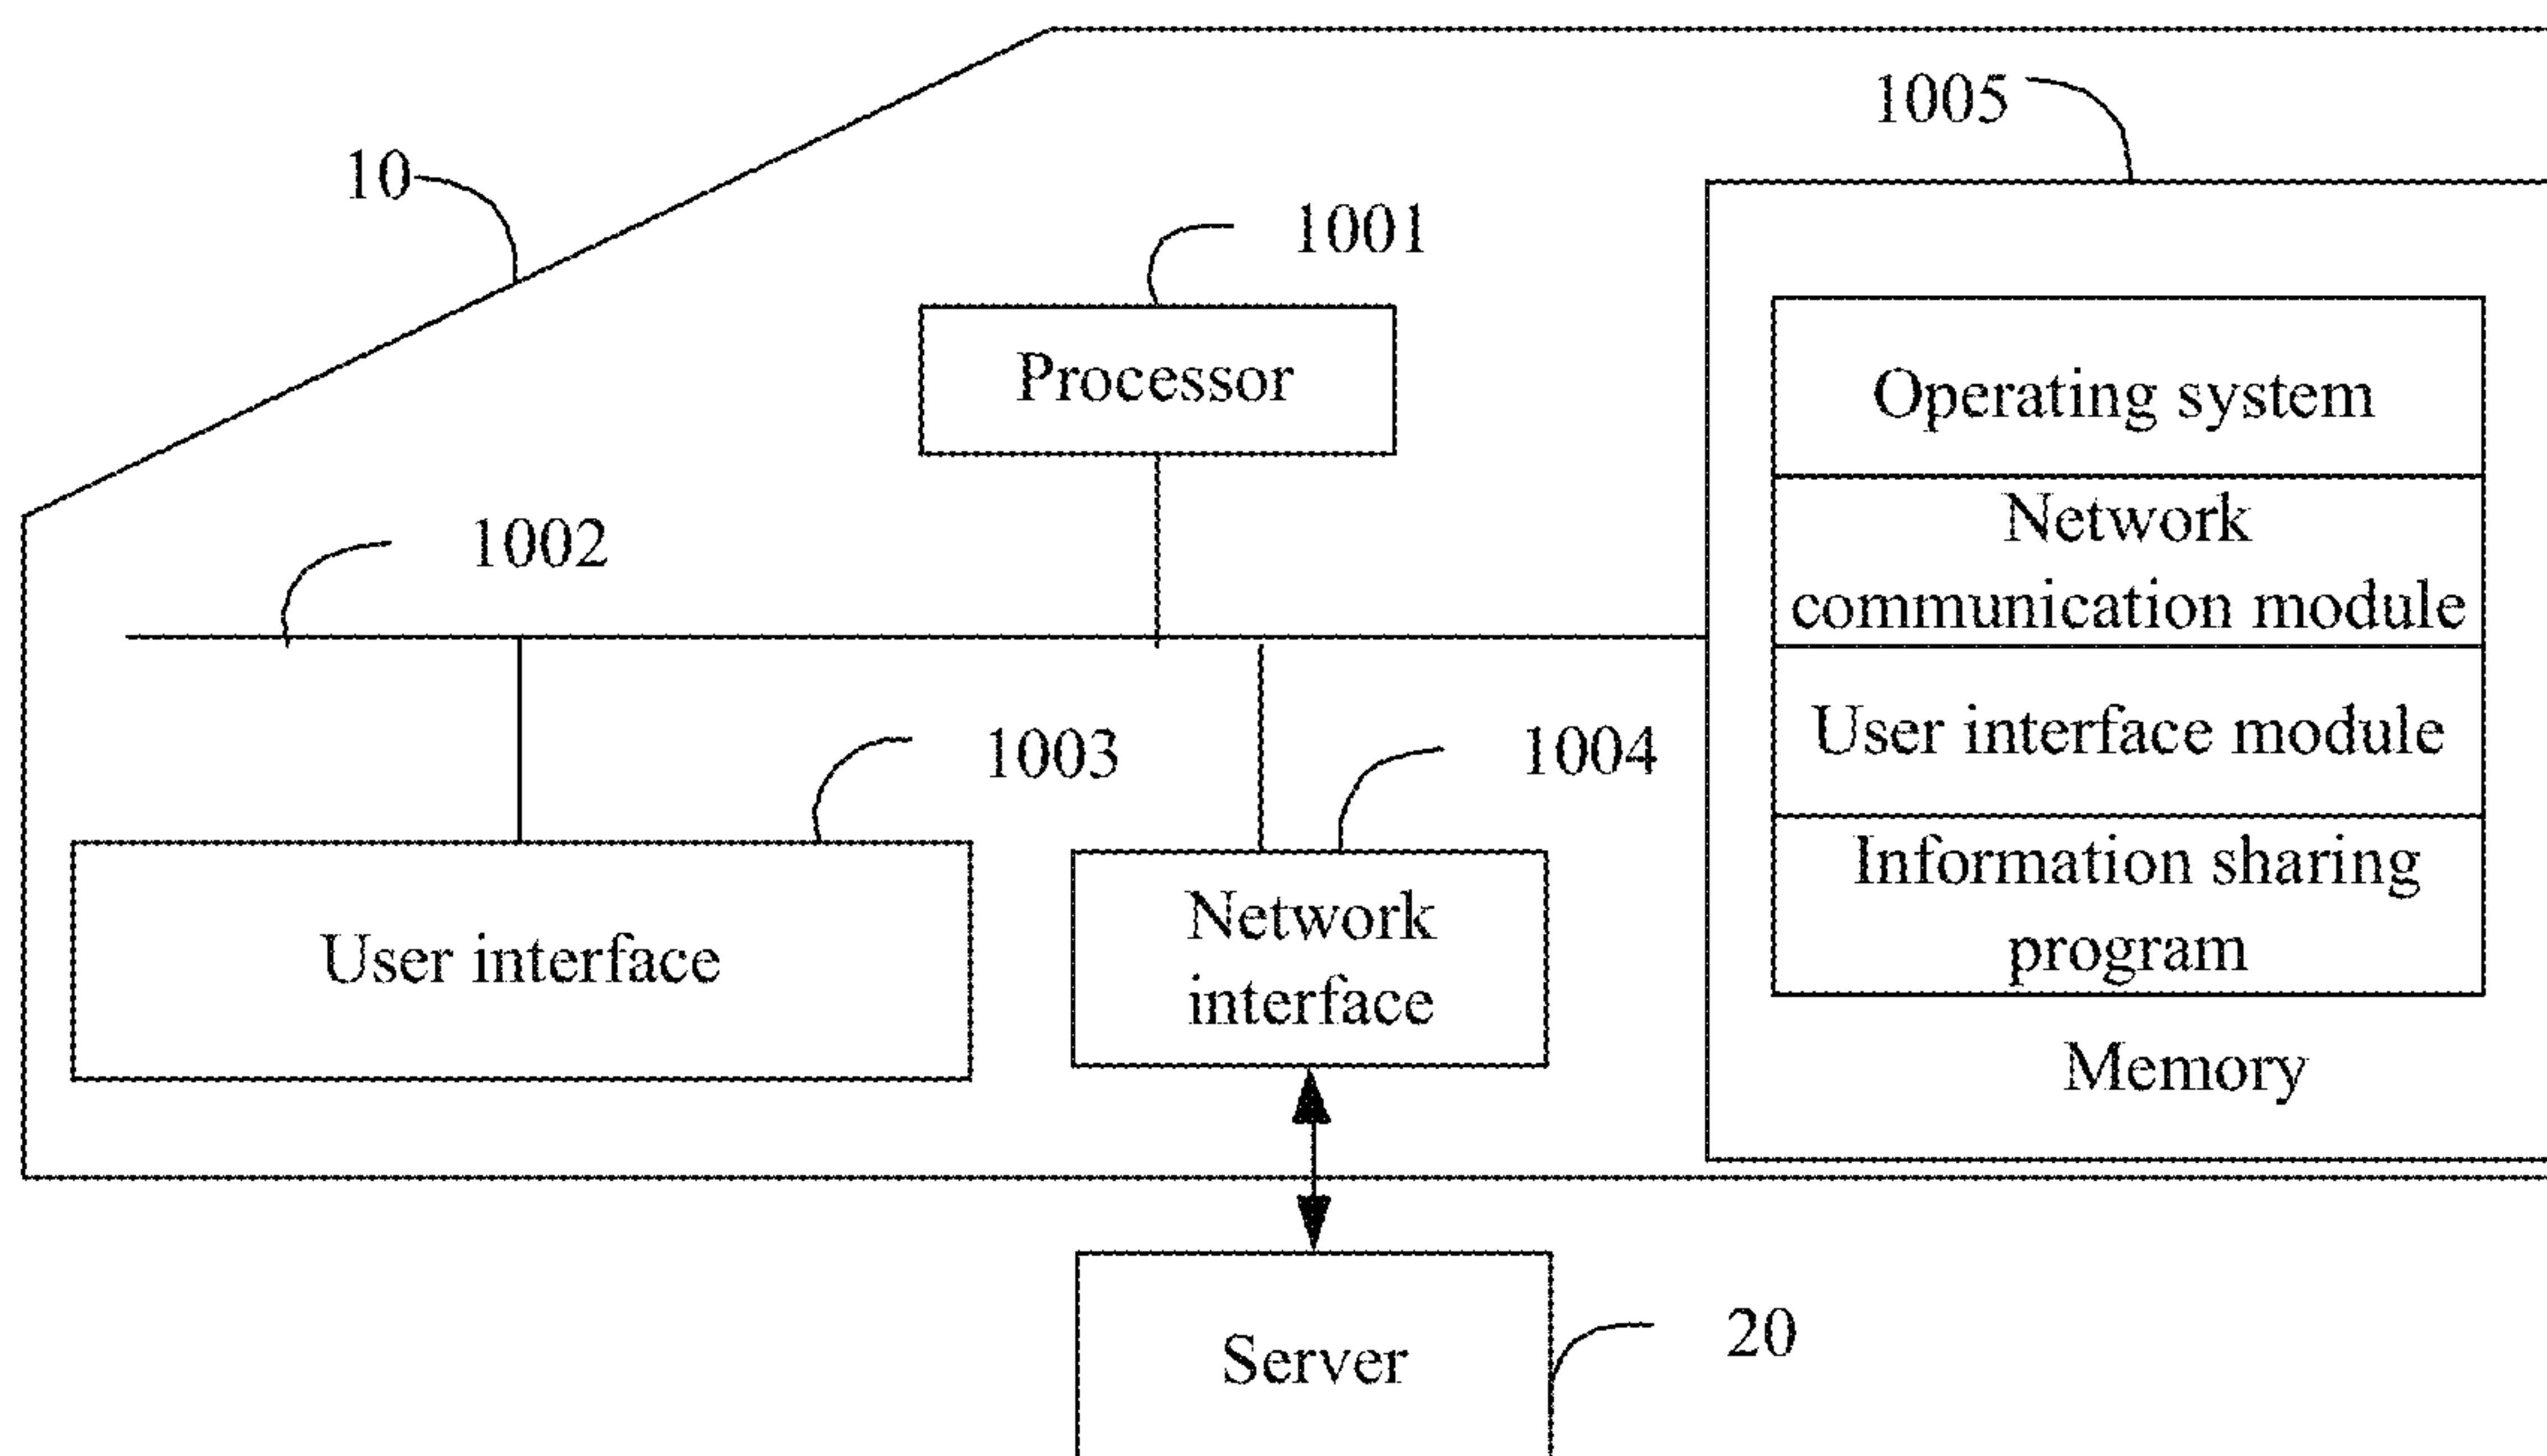 1005
10
1001
Processor
Operating system
Network
communication module
1002
User interface module
1003
1004
Information sharing
program
User interface
Network
interface
Memory
Server
20